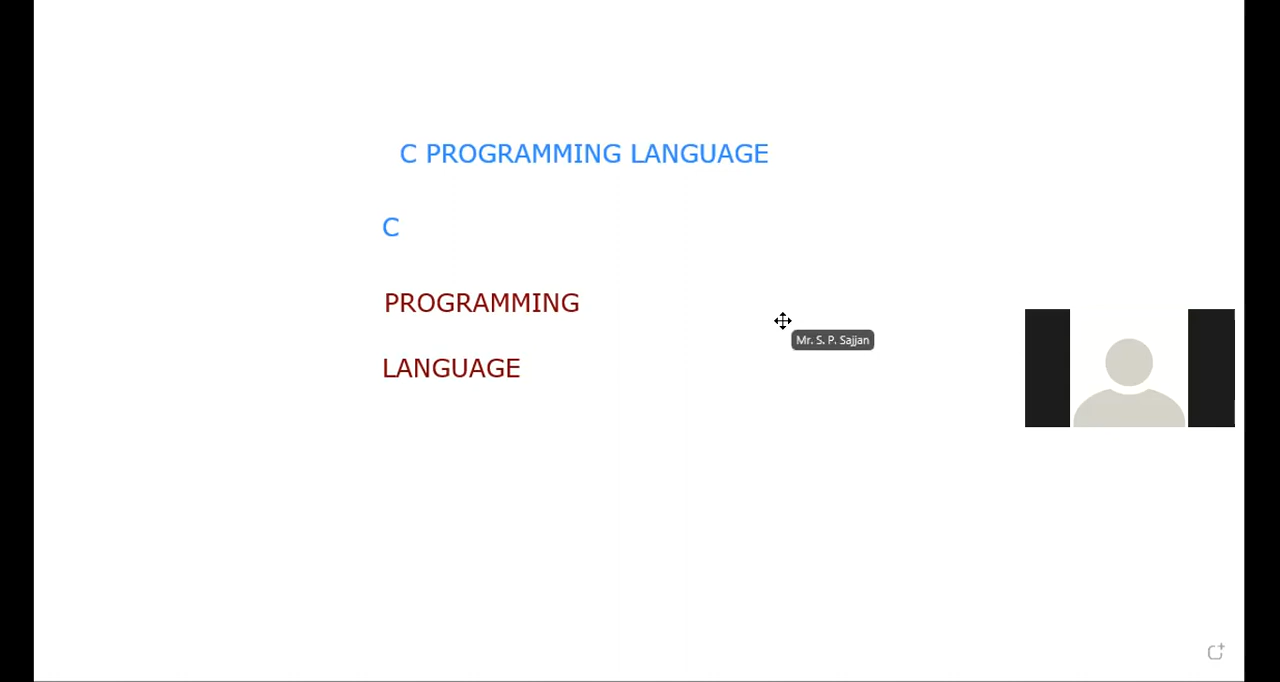 C PROGRAMMING LANGUAGE
C
PROGRAMMING
Mr. S. P. Sajjan
LANGUAGE